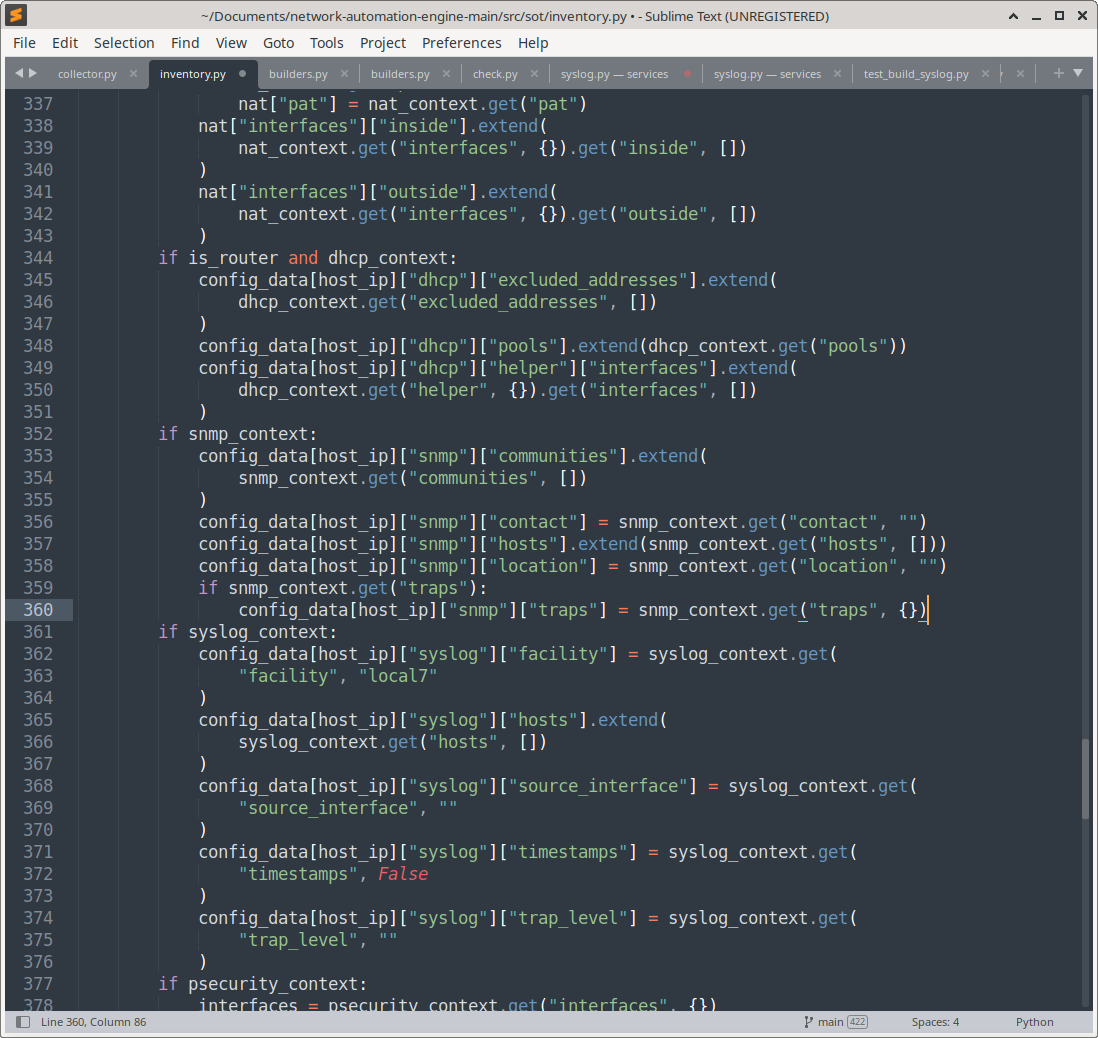 ~/Documents/network-automation-engine-main/src/sot/inventory.py • - Sublime Text (UNREGISTERED)
File Edit Selection Find View Goto Tools Project Preferences Help
collector.py inventory.py builders.py builders.py check.py syslog.py — services syslog.py — services test_build_syslog.py
337 nat["pat"] = nat_context.get("pat")
338 nat["interfaces"]["inside"].extend(
339 nat_context.get("interfaces", {}).get("inside", [])
340 )
341 nat["interfaces"]["outside"].extend(
342 nat_context.get("interfaces", {}).get("outside", [])
343 )
344 if is_router and dhcp_context:
345 config_data[host_ip]["dhcp"]["excluded_addresses"].extend(
346 dhcp_context.get("excluded_addresses", [])
347 )
348 config_data[host_ip]["dhcp"]["pools"].extend(dhcp_context.get("pools"))
349 config_data[host_ip]["dhcp"]["helper"]["interfaces"].extend(
350 dhcp_context.get("helper", {}).get("interfaces", [])
351 )
352 if snmp_context:
353 config_data[host_ip]["snmp"]["communities"].extend(
354 snmp_context.get("communities", [])
355 )
356 config_data[host_ip]["snmp"]["contact"] = snmp_context.get("contact", "")
357 config_data[host_ip]["snmp"]["hosts"].extend(snmp_context.get("hosts", []))
358 config_data[host_ip]["snmp"]["location"] = snmp_context.get("location", "")
359 if snmp_context.get("traps"):
360 config_data[host_ip]["snmp"]["traps"] = snmp_context.get("traps", {})
361 if syslog_context:
362 config_data[host_ip]["syslog"]["facility"] = syslog_context.get(
363 "facility", "local7"
364 )
365 config_data[host_ip]["syslog"]["hosts"].extend(
366 syslog_context.get("hosts", [])
367 )
368 config_data[host_ip]["syslog"]["source_interface"] = syslog_context.get(
369 "source_interface", ""
370 )
371 config_data[host_ip]["syslog"]["timestamps"] = syslog_context.get(
372 "timestamps", False
373 )
374 config_data[host_ip]["syslog"]["trap_level"] = syslog_context.get(
375 "trap_level", ""
376 )
377 if psecurity_context:
378 interfaces = psecurity_context.get("interfaces", {})
Line 360, Column 86 main 422 Spaces: 4 Python